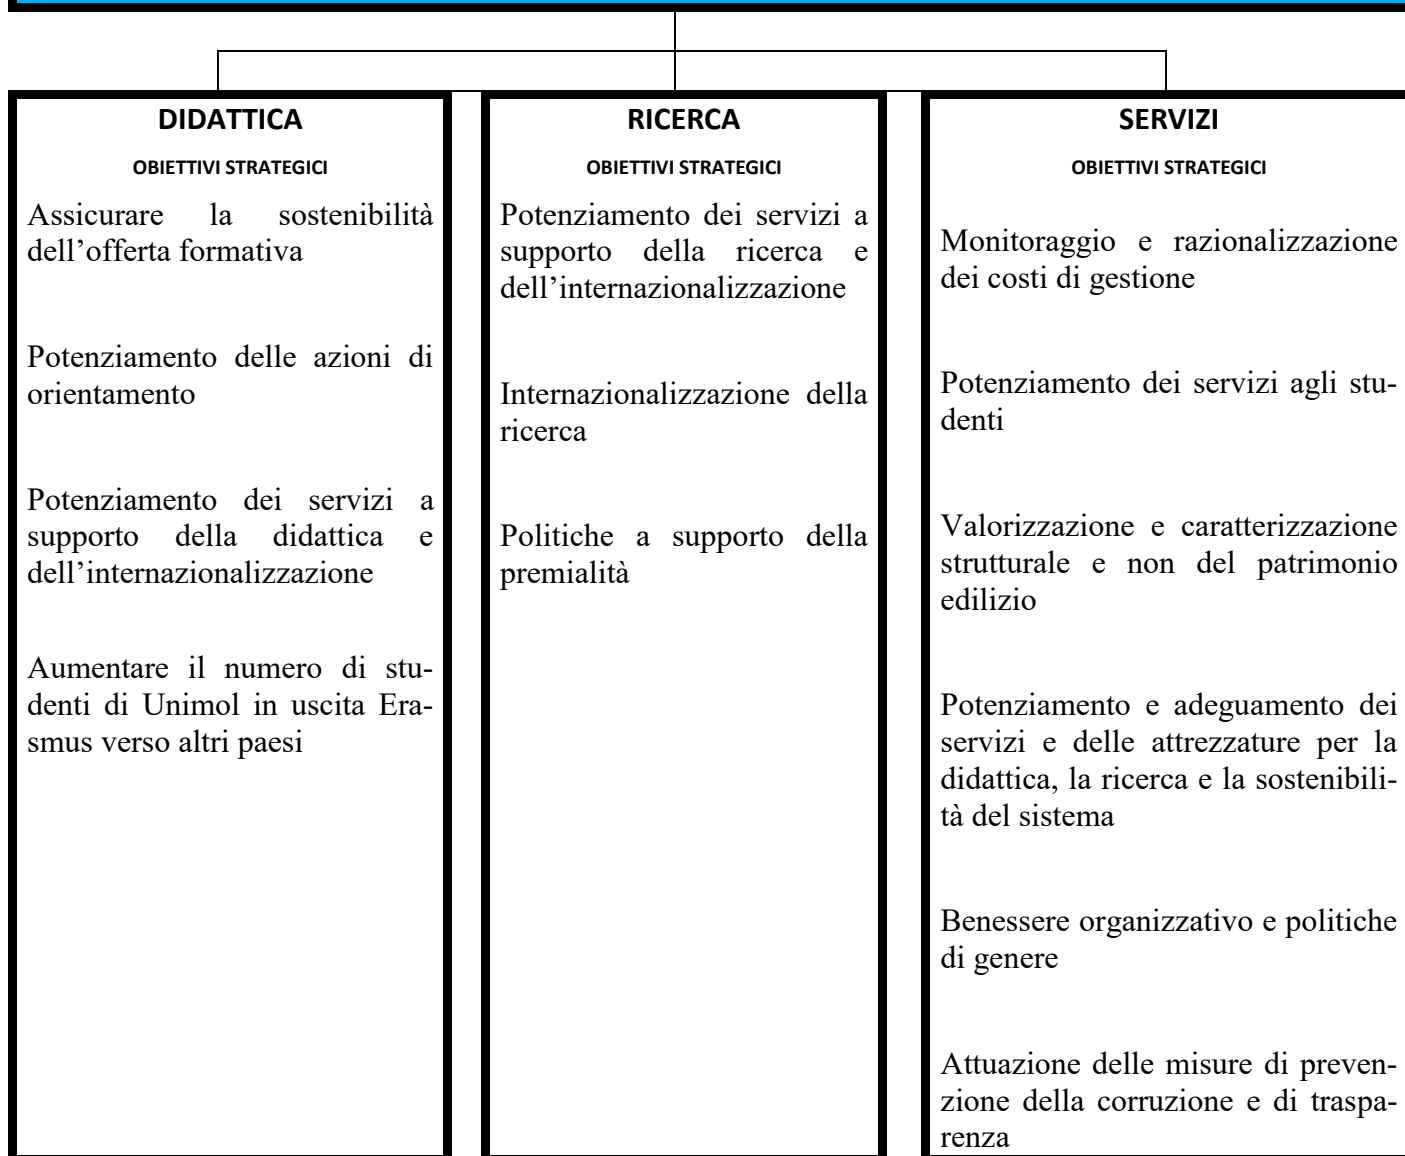 DIDATTICA
OBIETTIVI STRATEGICI
Assicurare la sostenibilità
dell’offerta formativa
Potenziamento delle azioni di
orientamento
Potenziamento dei servizi a
supporto della didattica e
dell’internazionalizzazione
Aumentare il numero di stu-
denti di Unimol in uscita Era-
smus verso altri paesi
RICERCA
OBIETTIVI STRATEGICI
Potenziamento dei servizi a
supporto della ricerca e
dell’internazionalizzazione
Internazionalizzazione della
ricerca
Politiche a supporto della
premialità
SERVIZI
OBIETTIVI STRATEGICI
Monitoraggio e razionalizzazione
dei costi di gestione
Potenziamento dei servizi agli stu-
denti
Valorizzazione e caratterizzazione
strutturale e non del patrimonio
edilizio
Potenziamento e adeguamento dei
servizi e delle attrezzature per la
didattica, la ricerca e la sostenibili-
tà del sistema
Benessere organizzativo e politiche
di genere
Attuazione delle misure di preven-
zione della corruzione e di traspa-
renza